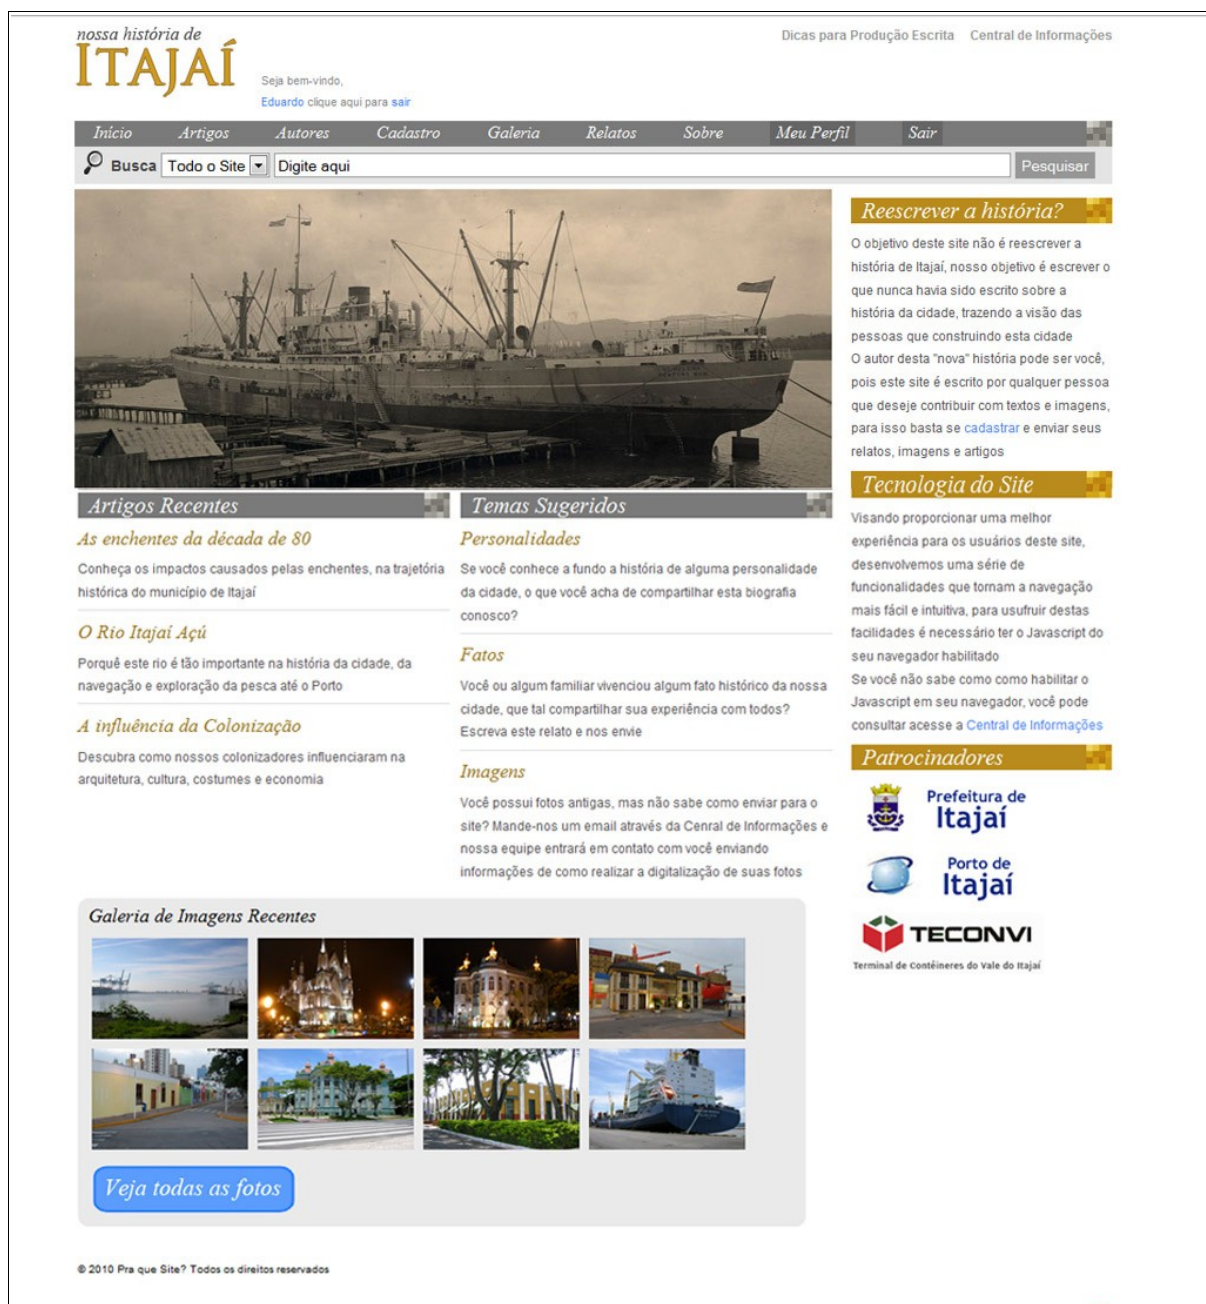 nossa história de
ITAJAÍ
Dicas para Produção Escrita Central de Informações
Seja bem-vindo,
Eduardo clique aqui para sair
Início Artigos Autores Cadastro Galeria Relatos Sobre Meu Perfil Sair
Busca Todo o Site Digite aqui Pesquisar
Artigos Recentes
As enchentes da década de 80
Conheça os impactos causados pelas enchentes, na trajetória
histórica do município de Itajaí
O Rio Itajaí Açú
Porquê este rio é tão importante na história da cidade, da
navegação e exploração da pesca até o Porto
A influência da Colonização
Descubra como nossos colonizadores influenciaram na
arquitetura, cultura, costumes e economia
Temas Sugeridos
Personalidades
Se você conhece a fundo a história de alguma personalidade
da cidade, o que você acha de compartilhar esta biografia
conosco?
Fatos
Você ou algum familiar vivenciou algum fato histórico da nossa
cidade, que tal compartilhar sua experiência com todos?
Escreva este relato e nos envie
Imagens
Você possui fotos antigas, mas não sabe como enviar para o
site? Mande-nos um email através da Cenral de Informações e
nossa equipe entrará em contato com você enviando
informações de como realizar a digitalização de suas fotos
Reescrever a história?
O objetivo deste site não é reescrever a
história de Itajaí, nosso objetivo é escrever o
que nunca havia sido escrito sobre a
história da cidade, trazendo a visão das
pessoas que construindo esta cidade
O autor desta "nova" história pode ser você,
pois este site é escrito por qualquer pessoa
que deseje contribuir com textos e imagens,
para isso basta se cadastrar e enviar seus
relatos, imagens e artigos
Tecnologia do Site
Visando proporcionar uma melhor
experiência para os usuários deste site,
desenvolvemos uma série de
funcionalidades que tornam a navegação
mais fácil e intuitiva, para usufruir destas
facilidades é necessário ter o Javascript do
seu navegador habilitado
Se você não sabe como como habilitar o
Javascript em seu navegador, você pode
consultar acesse a Central de Informações
Patrocinadores
Prefeitura de
Itajaí
Porto de
Itajaí
TECONVI
Terminal de Contêineres do Vale do Itajaí
Galeria de Imagens Recentes
Veja todas as fotos
© 2010 Pra que Site? Todos os direitos reservados